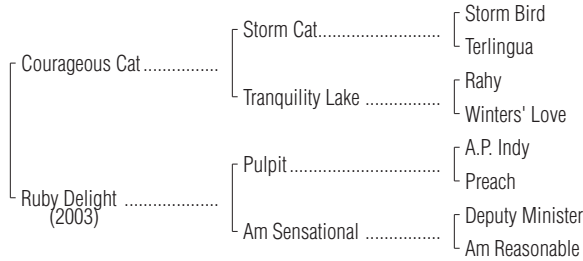 Storm Bird
Storm Cat....................................
Terlingua
Courageous Cat................
Rahy
Tranquility Lake ......................
Winters' Love
A.P. Indy
Pulpit...........................................
Preach
Ruby Delight ....................
(2003)
Deputy Minister
Am Sensational ......................
Am Reasonable